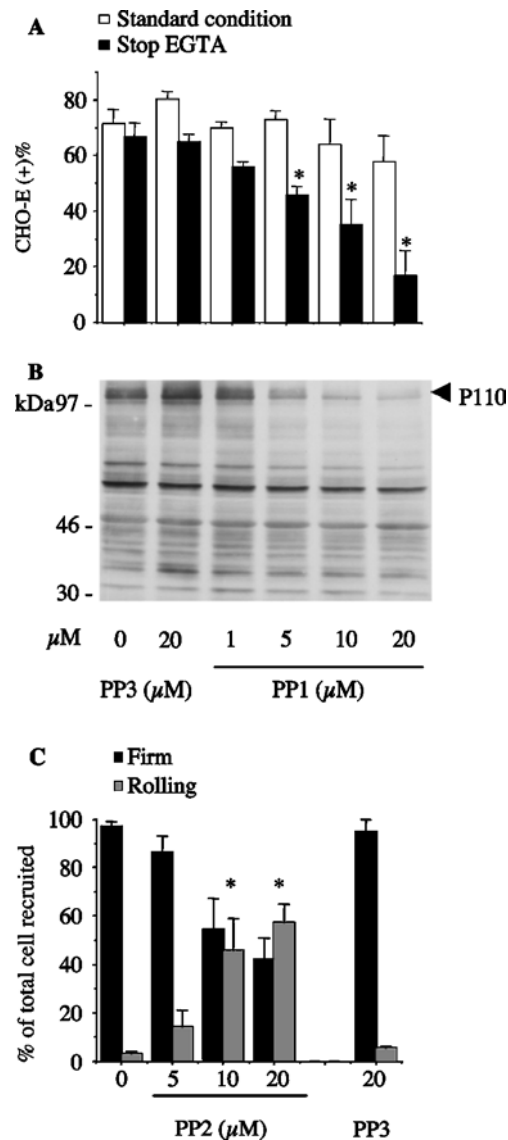 A
Standard condition
Stop EGTA
CHO-E (+)%
80
60
40
20
0
*
*
*
B
kDa97 -
P110
46 -
30 -
µM 0 20 1 5 10 20
PP3 (µM) PP1 (µM)
C
Firm
Rolling
% of total cell recruited
100
80
60
40
20
0
* *
0 5 10 20 20
PP2 (µM) PP3